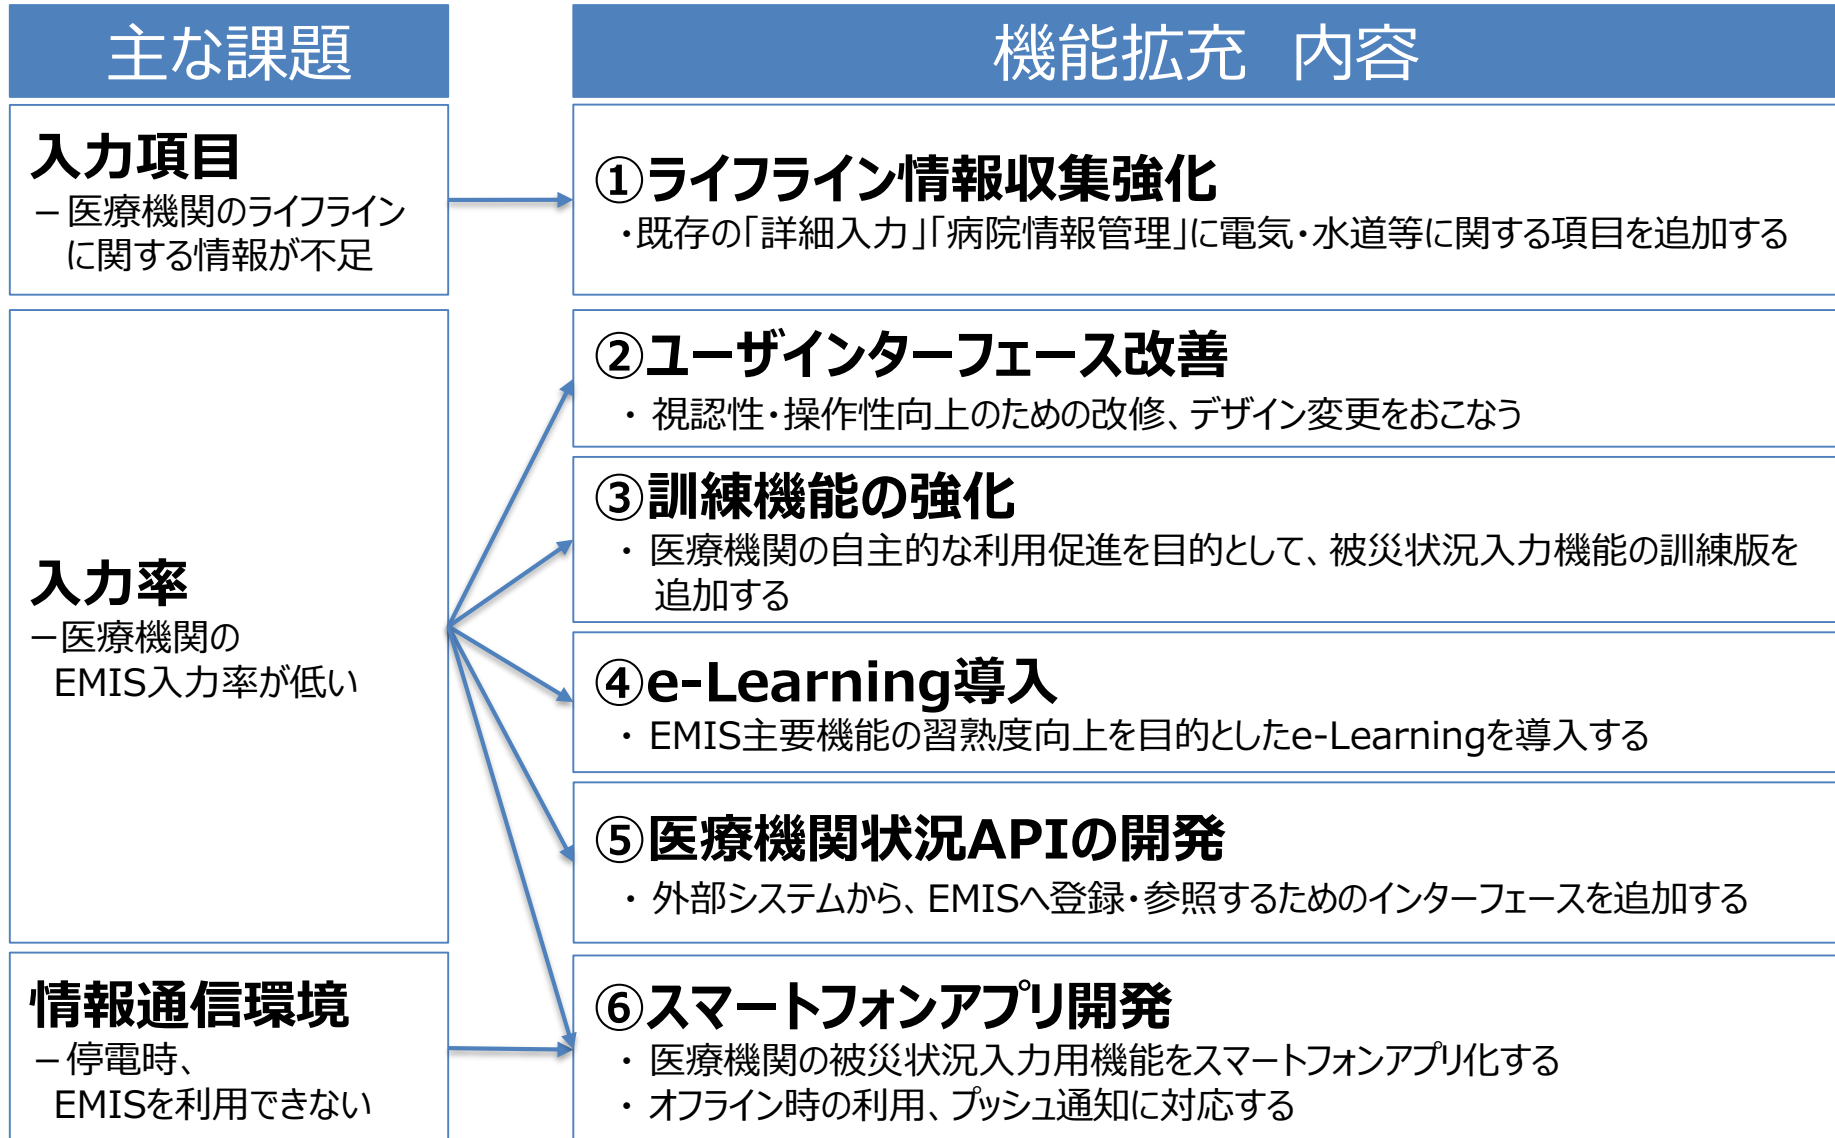 主な課題
機能拡充　内容
入力項目
－医療機関のライフライン
に関する情報が不足
①ライフライン情報収集強化
・既存の「詳細入力」「病院情報管理」に電気・水道等に関する項目を追加する
入力率
－医療機関の
EMIS入力率が低い
②ユーザインターフェース改善
・ 視認性・操作性向上のための改修、デザイン変更をおこなう
③訓練機能の強化
・ 医療機関の自主的な利用促進を目的として、被災状況入力機能の訓練版を
追加する
④e-Learning導入
・ EMIS主要機能の習熟度向上を目的としたe-Learningを導入する
⑤医療機関状況APIの開発
・ 外部システムから、EMISへ登録・参照するためのインターフェースを追加する
情報通信環境
－停電時、
EMISを利用できない
⑥スマートフォンアプリ開発
・ 医療機関の被災状況入力用機能をスマートフォンアプリ化する
・ オフライン時の利用、プッシュ通知に対応する